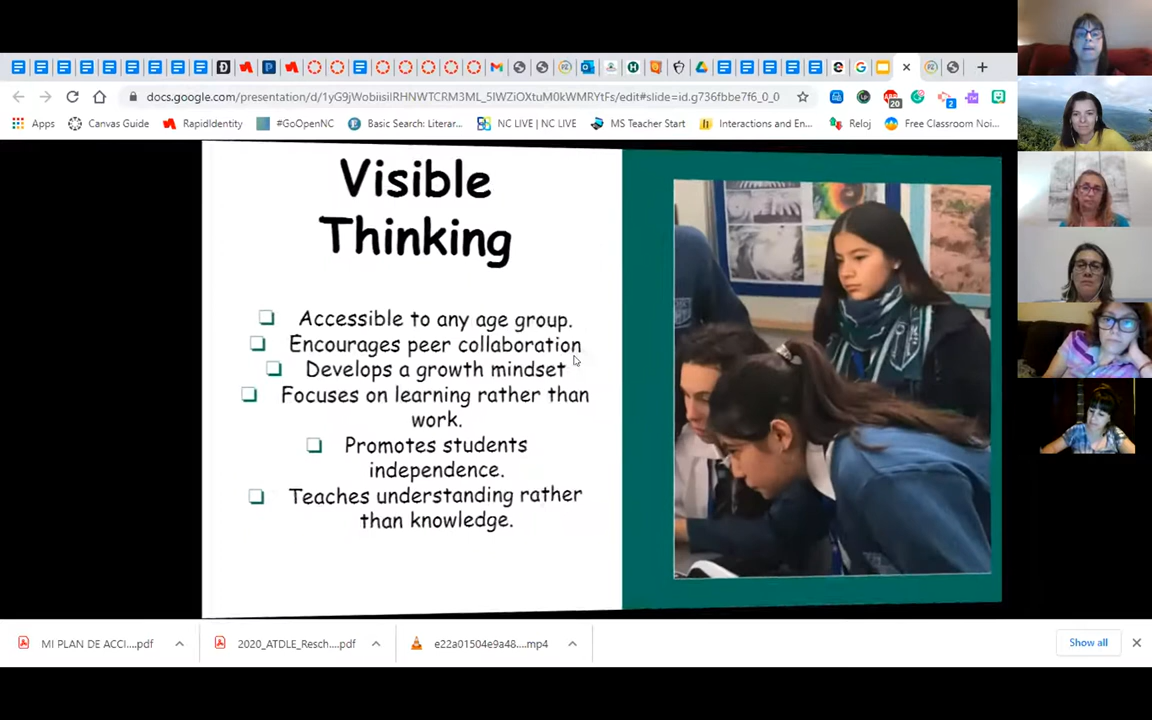 docs.google.com/presentation/d/1yG9jWobiisiIRHNWTCRM3ML_5IWZiOXtuM0kWMRYtFs/edit#slide=id.g736fbbe7f6_0_0
Apps Canvas Guide RapidIdentity #GoOpenNC Basic Search: Literar... NC LIVE | NC LIVE MS Teacher Start Interactions and En... Reloj Free Classroom Noi...
20
2
Visible
Thinking
Accessible to any age group.
Encourages peer collaboration
Develops a growth mindset
Focuses on learning rather than
work.
Promotes students
independence.
Teaches understanding rather
than knowledge.
MI PLAN DE ACCI....pdf 2020_ATDLE_Resch....pdf e22a01504e9a48....mp4 Show all